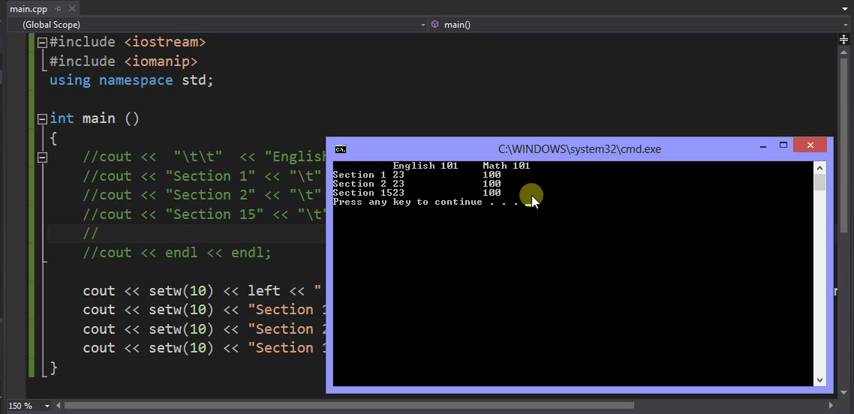 main.cpp
(Global Scope)
main()
#include <iostream>
#include <iomanip>
using namespace std;
int main ()
{
//cout << "\t\t" << "Englis
//cout << "Section 1" << "\t"
//cout << "Section 2" << "\t"
//cout << "Section 15" << "\t"
//
//cout << endl << endl;
cout << setw(10) << left << "
cout << setw(10) << "Section 1
cout << setw(10) << "Section 2
cout << setw(10) << "Section 1
}
150 %
C:\WINDOWS\system32\cmd.exe
English 101 Math 101
Section 1 23 100
Section 2 23 100
Section 1523 100
Press any key to continue . . .